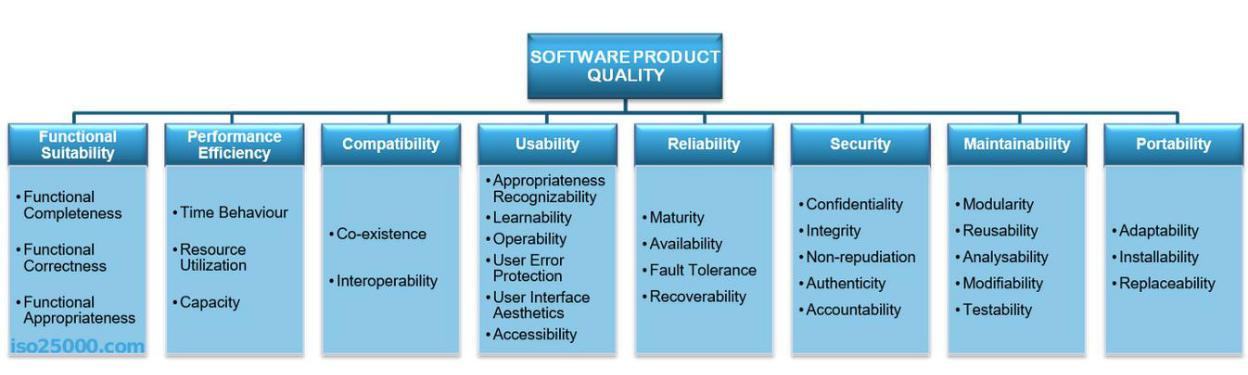 SOFTWARE PRODUCT
QUALITY
Functional
Suitability
• Functional
Completeness
• Functional
Correctness
• Functional
Appropriateness
iso25000.com
Performance
Efficiency
• Time Behaviour
• Resource
Utilization
• Capacity
Compatibility
• Co-existence
• Interoperability
Usability
• Appropriateness
Recognizability
• Learnability
• Operability
• User Error
Protection
• User Interface
Aesthetics
• Accessibility
Reliability
• Maturity
• Availability
• Fault Tolerance
• Recoverability
Security
• Confidentiality
• Integrity
• Non-repudiation
• Authenticity
• Accountability
Maintainability
• Modularity
• Reusability
• Analysability
• Modifiability
• Testability
Portability
• Adaptability
• Installability
• Replaceability